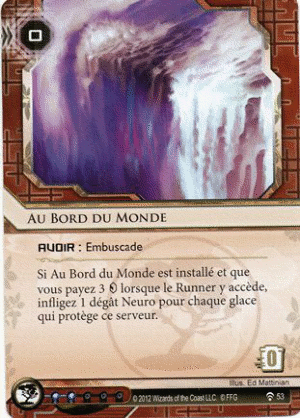 0
AU BORD DU MONDE
AVOIR : Embuscade
Si Au Bord du Monde est installé et que
vous payez 3 lorsque le Runner y accède,
infligez 1 dégât Neuro pour chaque glace
qui protège ce serveur.
0
Illus. Ed Mattinian
© 2012 Wizards of the Coast LLC. © FFG
53